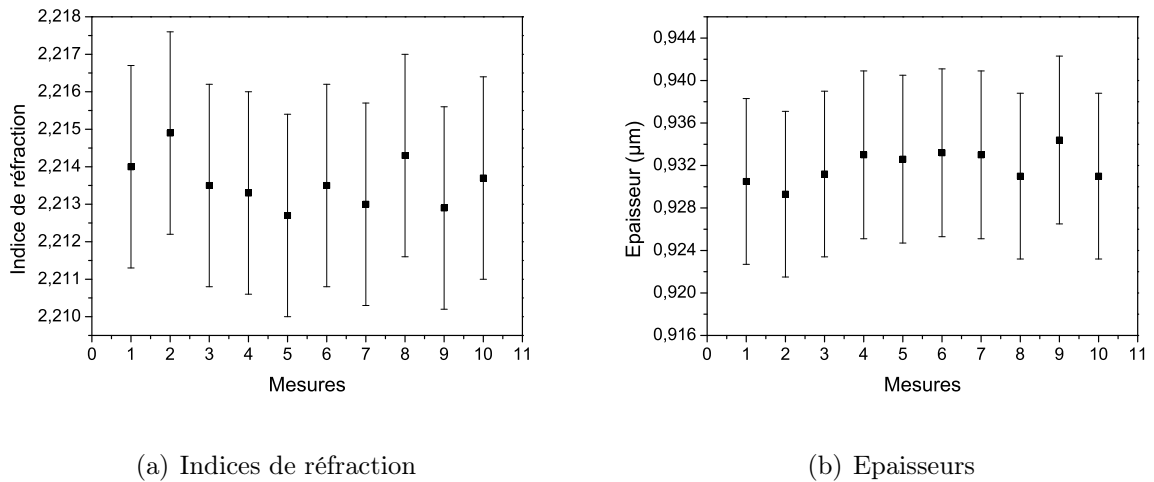 2,218
2,217
2,216
2,215
2,214
2,213
2,212
2,211
2,210
Indice de réfraction
0 1 2 3 4 5 6 7 8 9 10 11
Mesures
(a) Indices de réfraction
0,944
0,940
0,936
0,932
0,928
0,924
0,920
0,916
Epaisseur (µm)
0 1 2 3 4 5 6 7 8 9 10 11
Mesures
(b) Epaisseurs